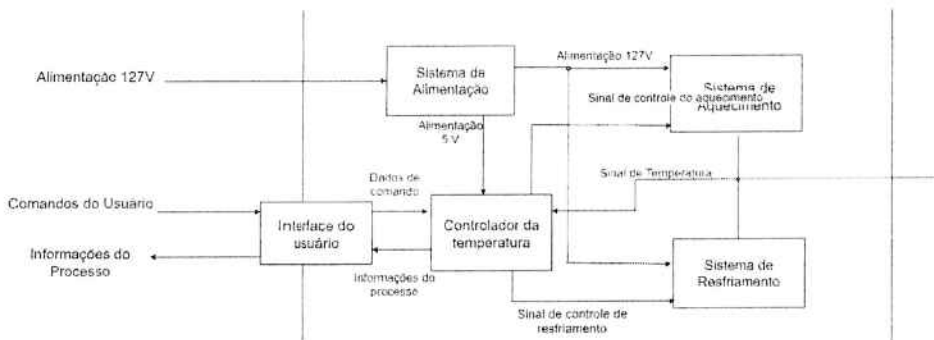 Alimentação 127V
Sistema de
Alimentação
Alimentação 127V
Sistema de
Aquecimento
Sinal de controle do aquecimento
Alimentação
5 V
Dados de
comando
Sinal de Temperatura
Comandos do Usuário
Interface do
usuário
Controlador da
temperatura
Informações do
Processo
Informações do
processo
Sistema de
Resfriamento
Sinal de controle de
resfriamento